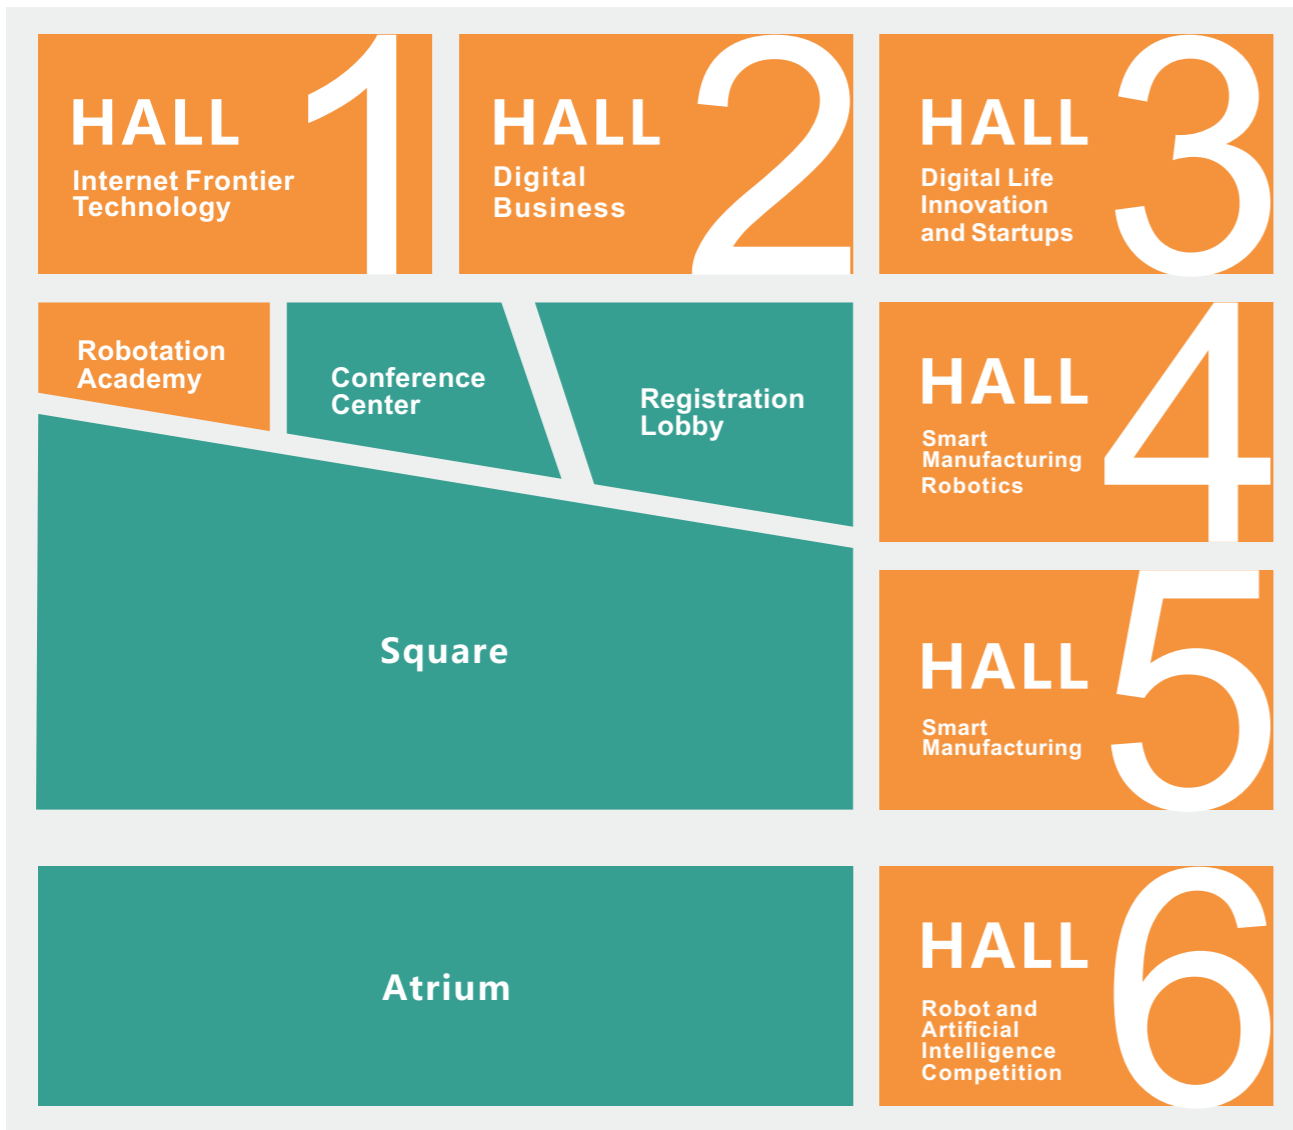 HALL 1
Internet Frontier
Technology
HALL 2
Digital
Business
HALL 3
Digital Life
Innovation
and Startups
Robotation
Academy
Conference
Center
Registration
Lobby
HALL 4
Smart
Manufacturing
Robotics
Square
HALL 5
Smart
Manufacturing
Atrium
HALL 6
Robot and
Artificial
Intelligence
Competition